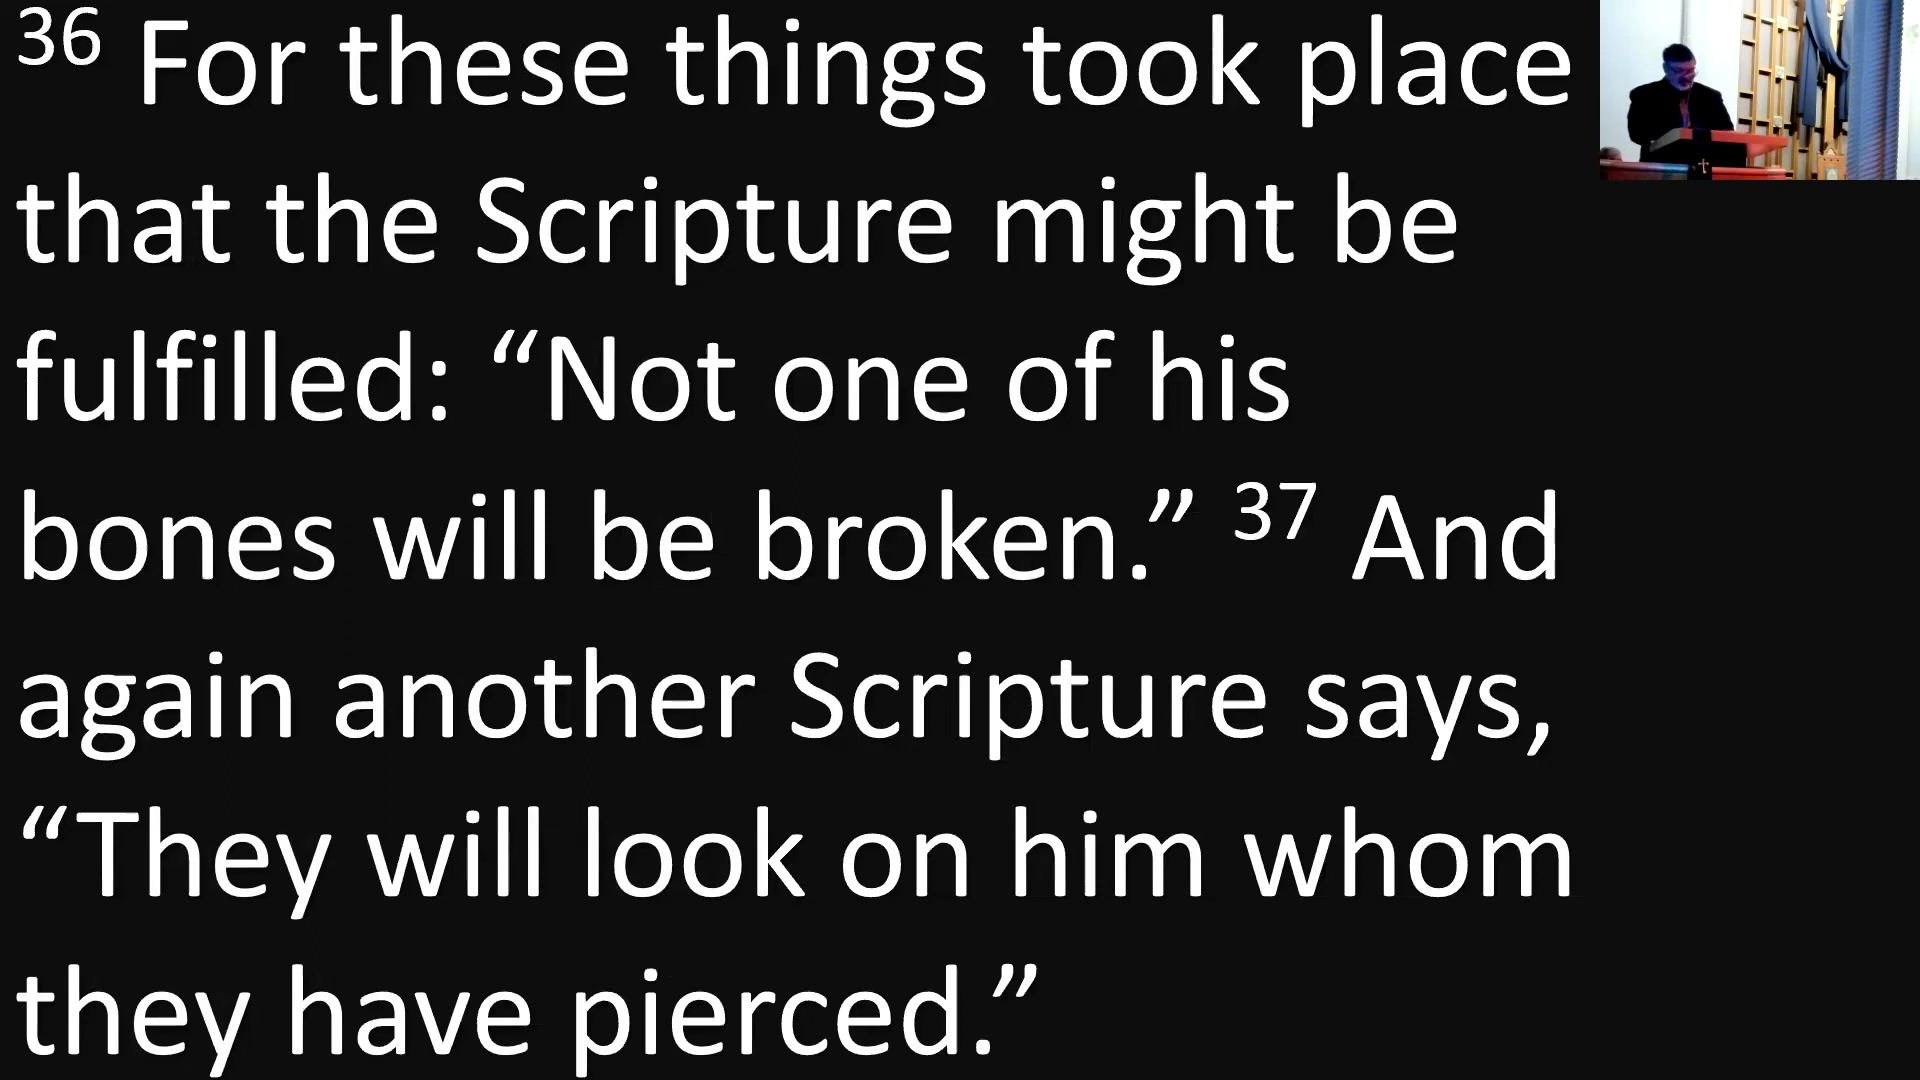 36 For these things took place
that the Scripture might be
fulfilled: “Not one of his
bones will be broken.” 37 And
again another Scripture says,
“They will look on him whom
they have pierced.”